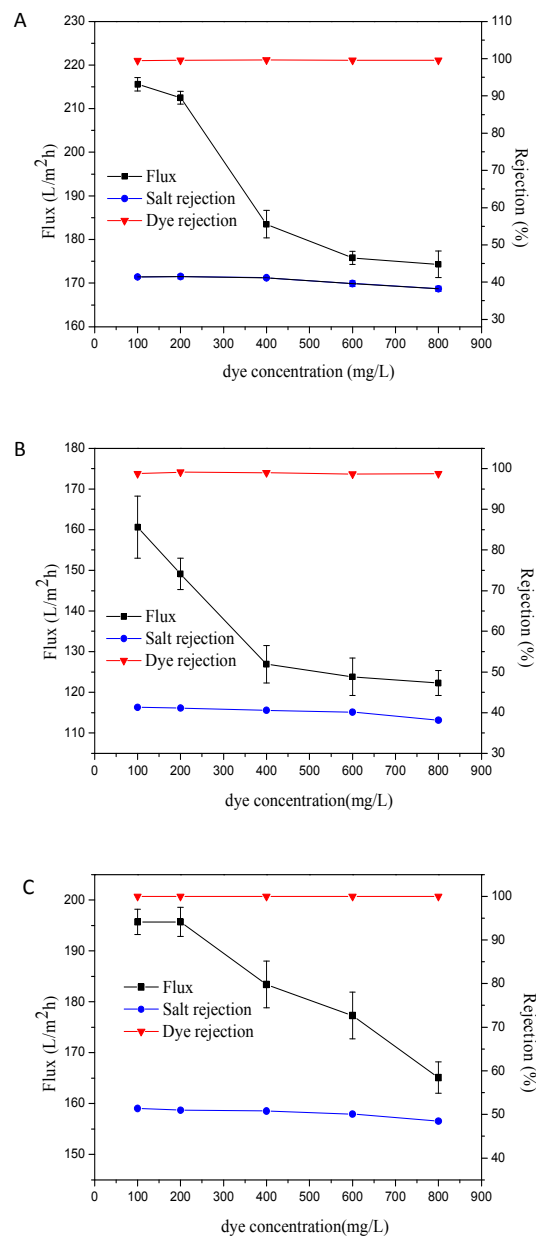 A
230
220
210
200
190
180
170
160
Flux (L/m²h)
110
100
90
80
70
60
50
40
30
Rejection (%)
Flux
Salt rejection
Dye rejection
0 100 200 300 400 500 600 700 800 900
dye concentration (mg/L)
B
180
170
160
150
140
130
120
110
Flux (L/m²h)
100
90
80
70
60
50
40
30
Rejection (%)
Flux
Salt rejection
Dye rejection
0 100 200 300 400 500 600 700 800 900
dye concentration(mg/L)
C
200
190
180
170
160
150
Flux (L/m²h)
100
90
80
70
60
50
40
Rejection (%)
Flux
Salt rejection
Dye rejection
0 100 200 300 400 500 600 700 800 900
dye concentration(mg/L)